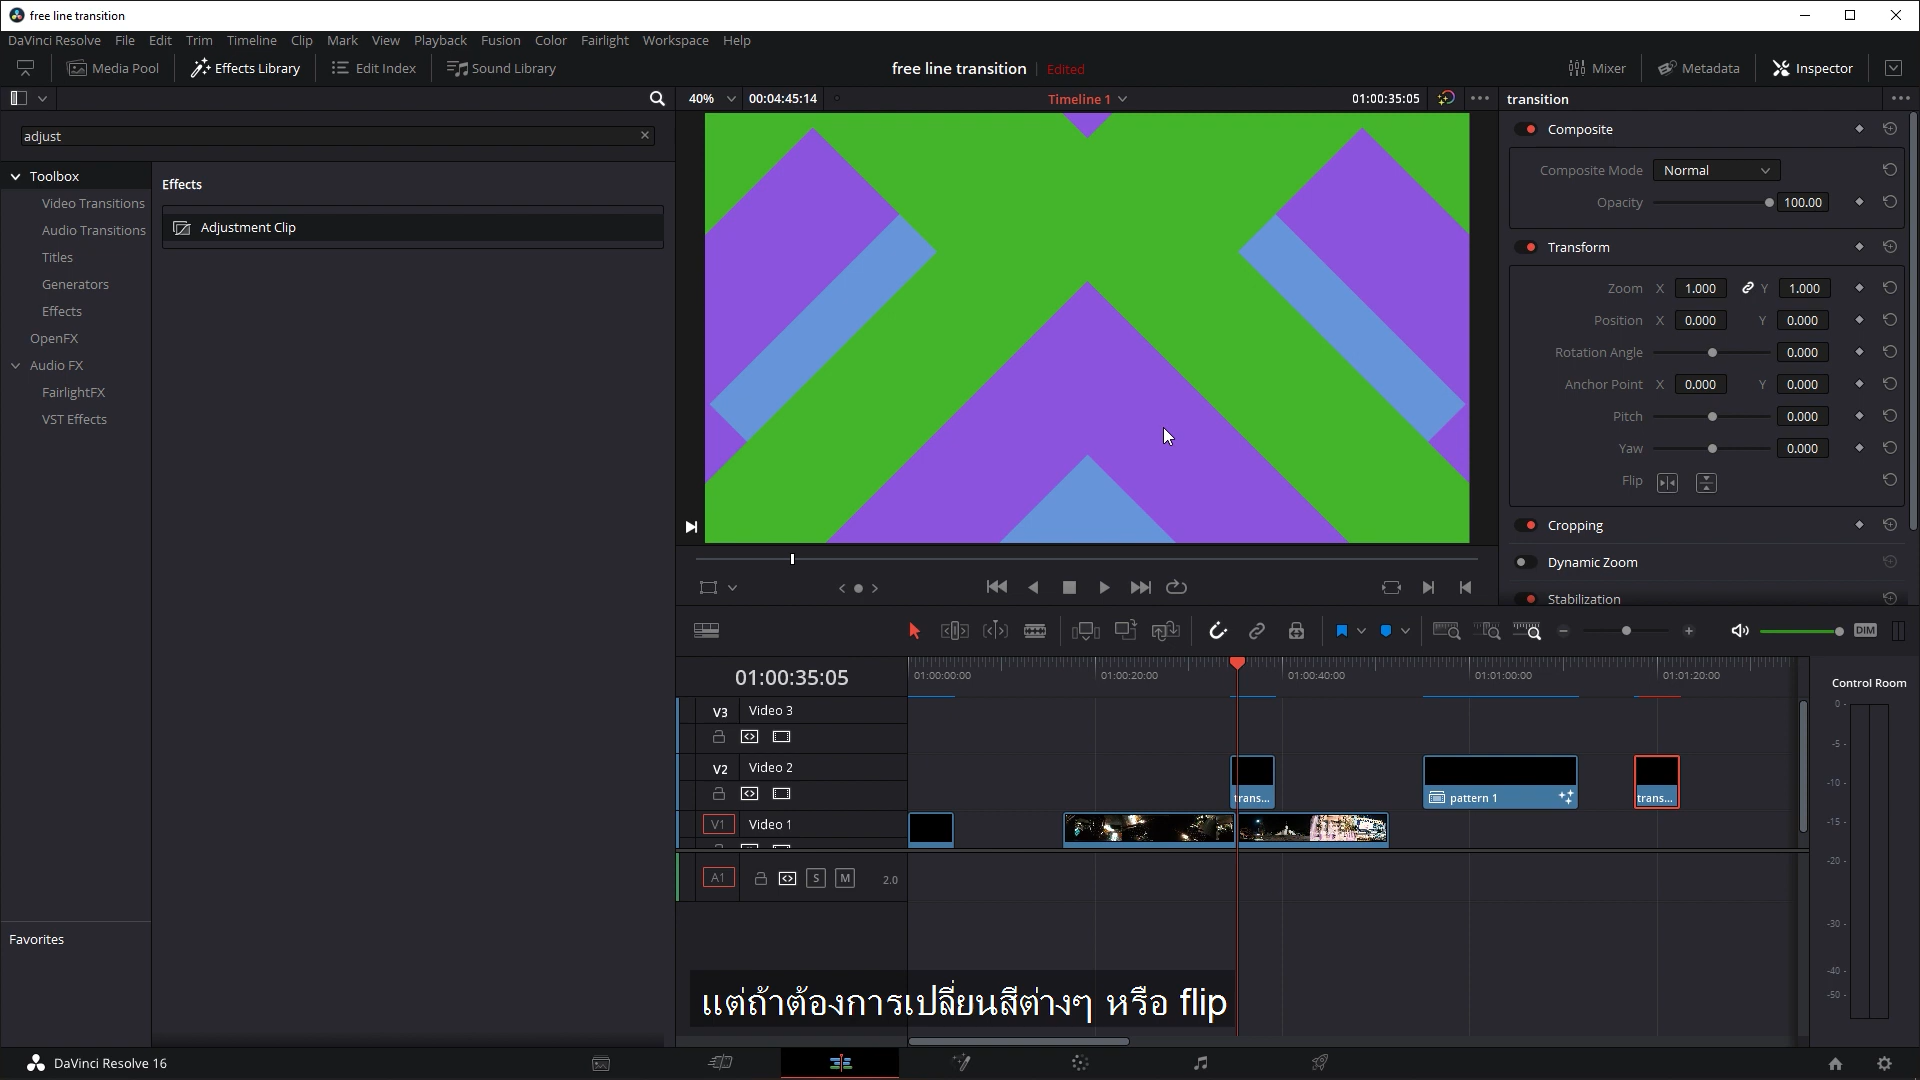 free line transition
DaVinci Resolve File Edit Trim Timeline Clip Mark View Playback Fusion Color Fairlight Workspace Help
Media Pool Effects Library Edit Index Sound Library free line transition Edited Mixer Metadata Inspector
40% 00:04:45:14 Timeline 1 01:00:35:05 transition
adjust
Toolbox
Video Transitions
Audio Transitions
Titles
Generators
Effects
OpenFX
Audio FX
FairlightFX
VST Effects
Favorites
Effects
Adjustment Clip
Composite
Composite Mode Normal
Opacity 100.00
Transform
Zoom X 1.000 Y 1.000
Position X 0.000 Y 0.000
Rotation Angle 0.000
Anchor Point X 0.000 Y 0.000
Pitch 0.000
Yaw 0.000
Flip
Cropping
Dynamic Zoom
Stabilization
DIM
01:00:35:05
01:00:00:00 01:00:20:00 01:00:40:00 01:01:00:00 01:01:20:00
Control Room
V3 Video 3
V2 Video 2
trans... pattern 1 trans...
V1 Video 1
A1 S M 2.0
0
-5
-10
-15
-20
-30
-40
-50
แต่ถ้าต้องการเปลี่ยนสีต่างๆ หรือ flip
DaVinci Resolve 16